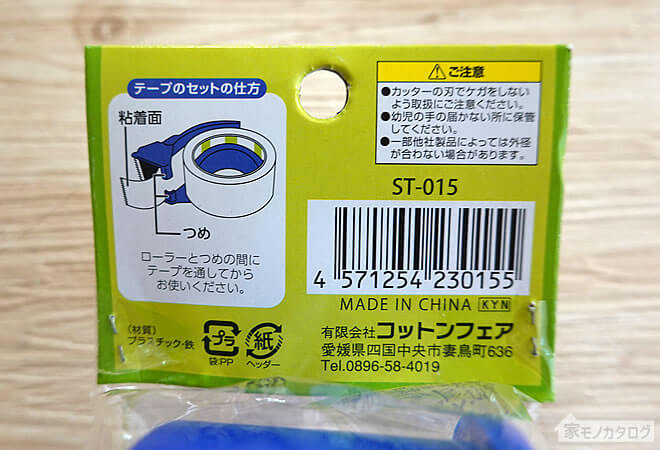 テープのセットの仕方
粘着面
つめ
ローラーとつめの間に
テープを通してから
お使いください。
⚠ご注意
●カッターの刃でケガをしない
よう取扱にご注意ください。
●幼児の手の届かない所に保管
してください。
●一部他社製品によっては外径
が合わない場合があります。
ST-015
4 571254 230155
MADE IN CHINA KYN
〈材質〉
プラスチック・鉄
プラ
袋:PP
紙
ヘッダー
有限会社コットンフェア
愛媛県四国中央市妻鳥町636
Tel.0896-58-4019
家モノカタログ